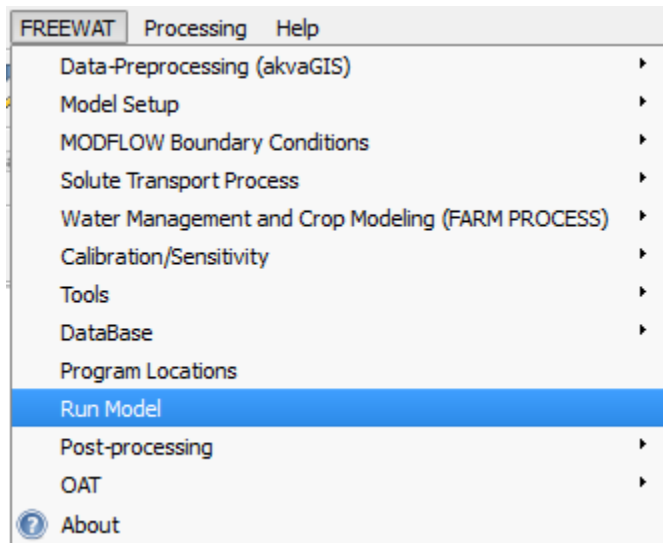 FREEWAT Processing Help
Data-Preprocessing (akvaGIS)
Model Setup
MODFLOW Boundary Conditions
Solute Transport Process
Water Management and Crop Modeling (FARM PROCESS)
Calibration/Sensitivity
Tools
DataBase
Program Locations
Run Model
Post-processing
OAT
? About